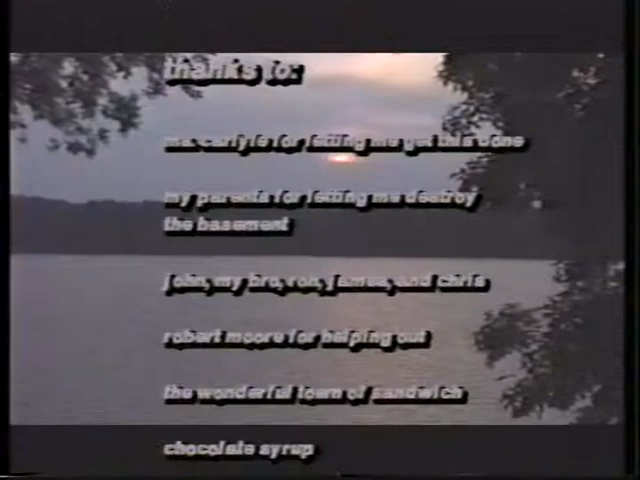 thanks to:
ms. carlyle for letting me get this done
my parents for letting me destroy
the basement
john, my bro, ron, james, and chris
robert moore for helping out
the wonderful town of sandwich
chocolate syrup